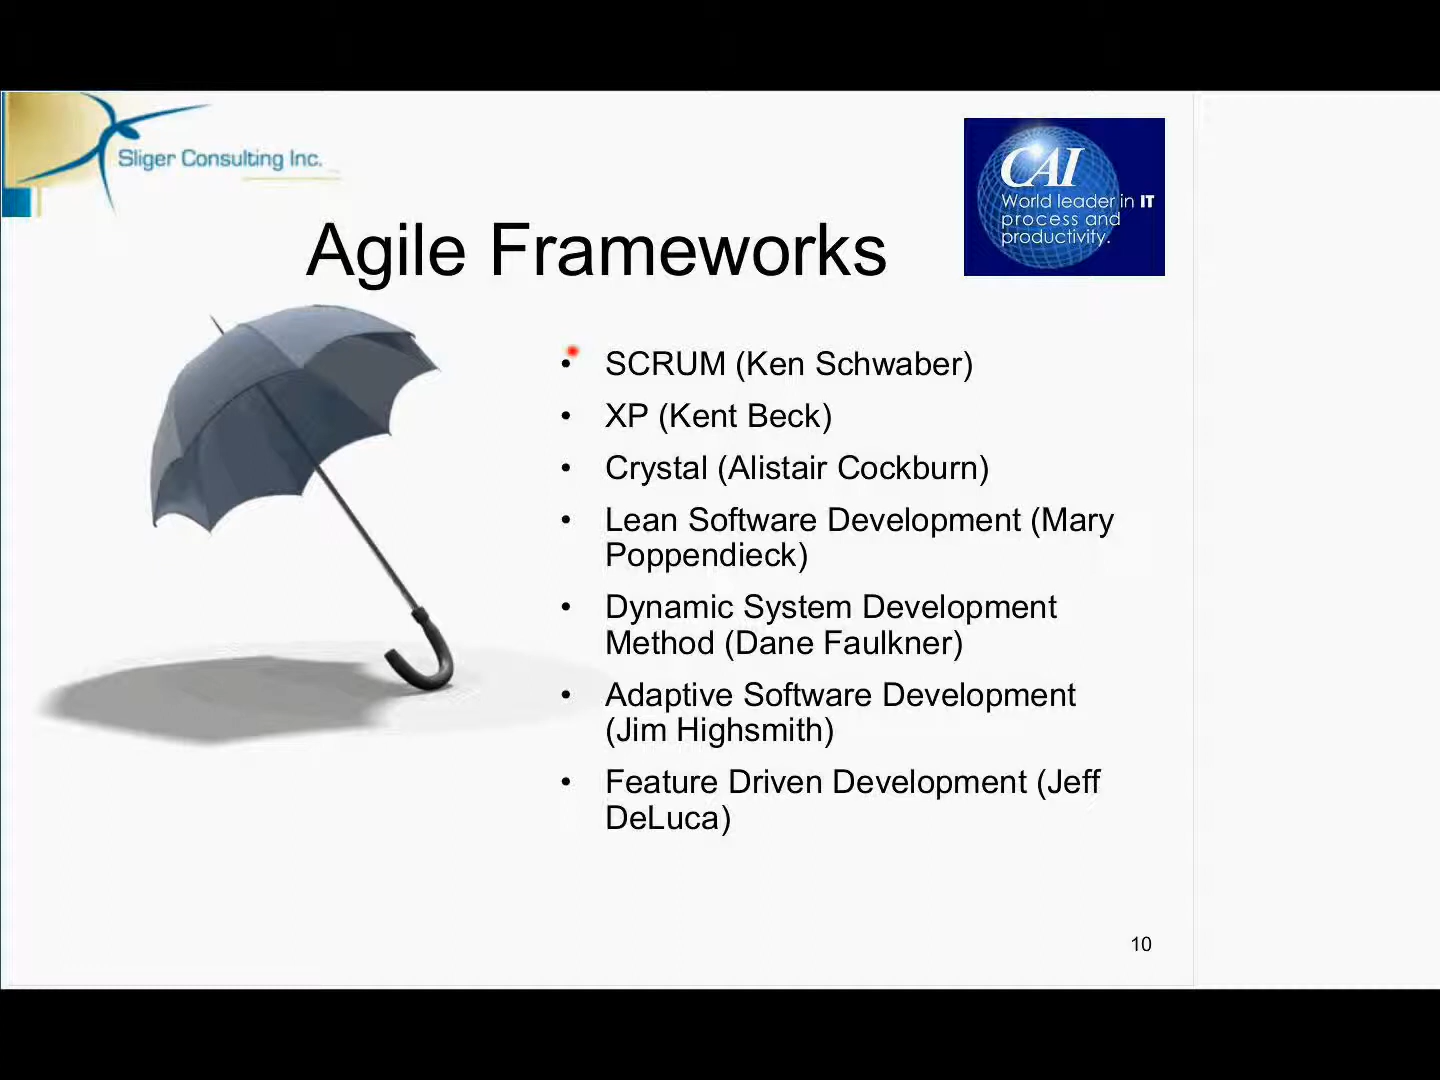 Sliger Consulting Inc.
CAI
World leader in IT
process and
productivity.
Agile Frameworks
• SCRUM (Ken Schwaber)
• XP (Kent Beck)
• Crystal (Alistair Cockburn)
• Lean Software Development (Mary
Poppendieck)
• Dynamic System Development
Method (Dane Faulkner)
• Adaptive Software Development
(Jim Highsmith)
• Feature Driven Development (Jeff
DeLuca)
10